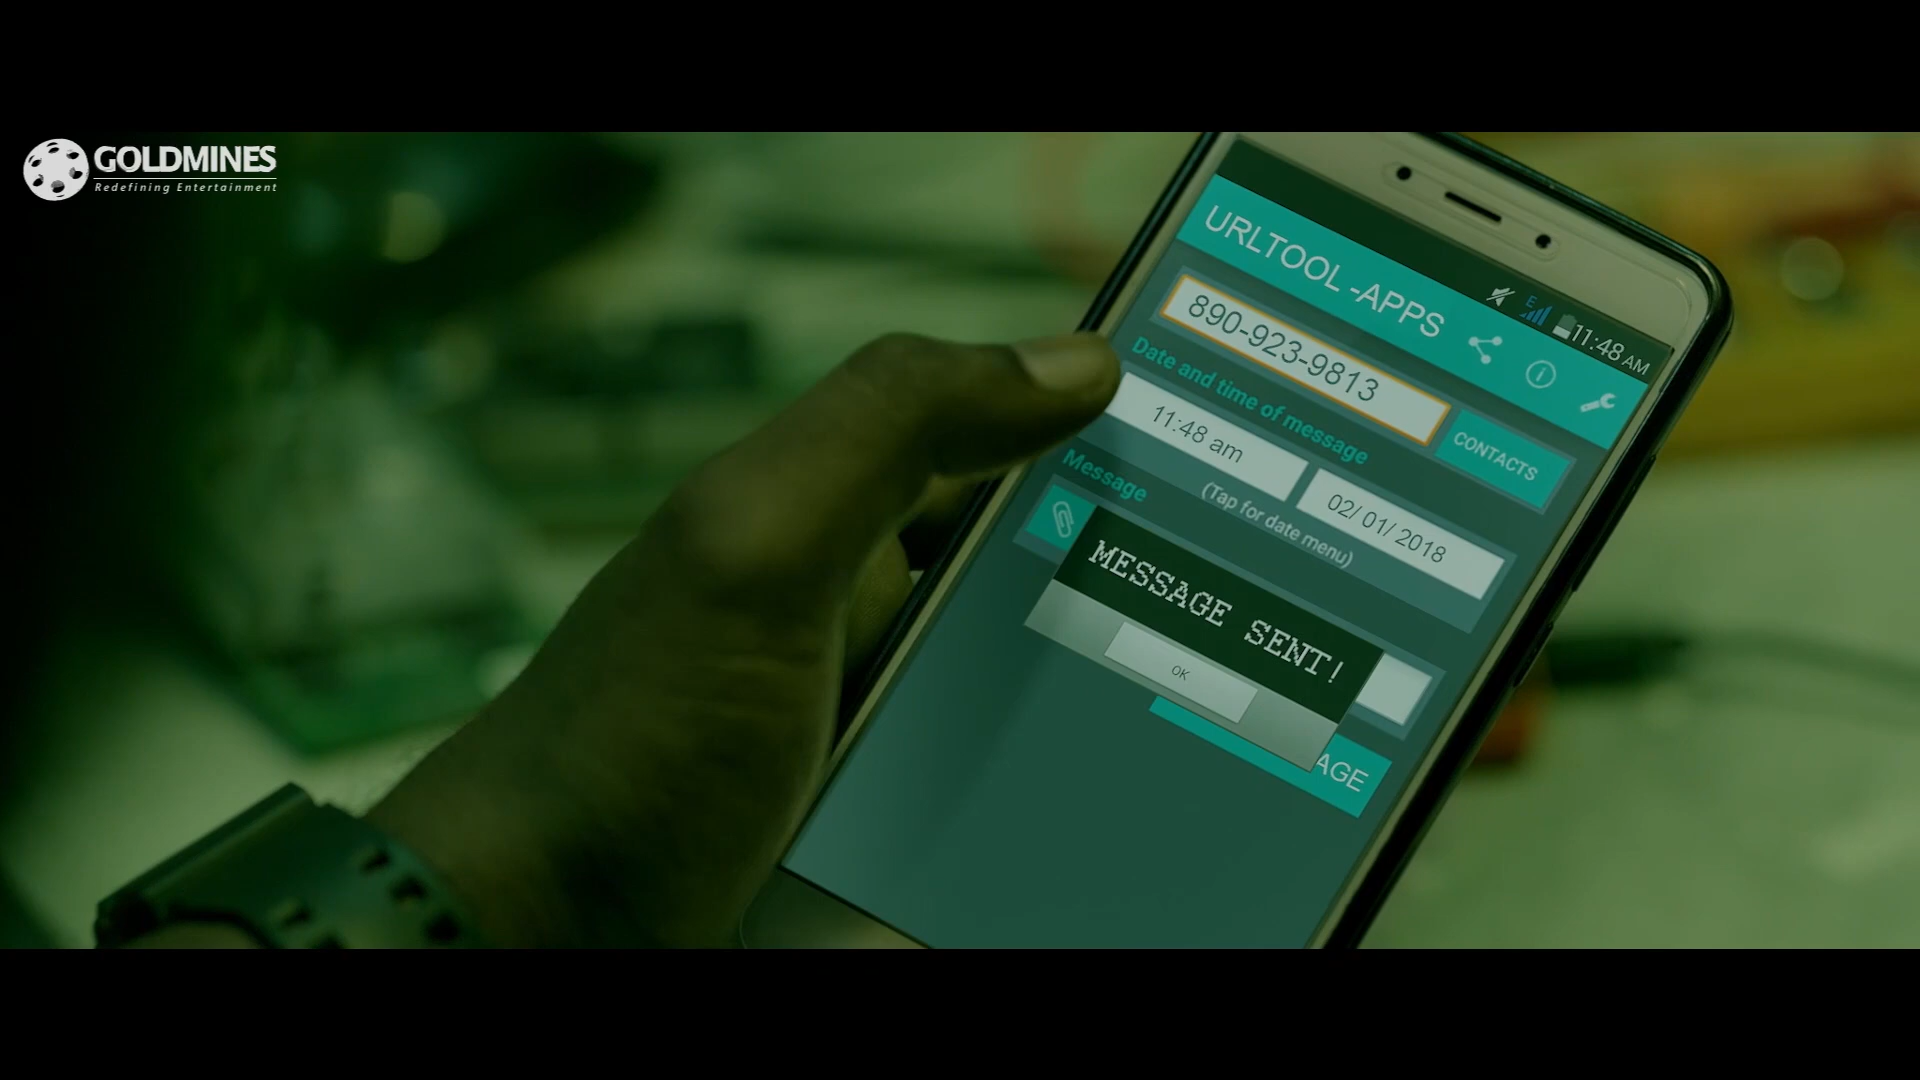 GOLDMINES
Redefining Entertainment
11:48 AM
URLTOOL -APPS
890-923-9813
CONTACTS
Date and time of message
11:48 am
02/ 01/ 2018
(Tap for date menu)
Message
MESSAGE SENT!
OK
AGE